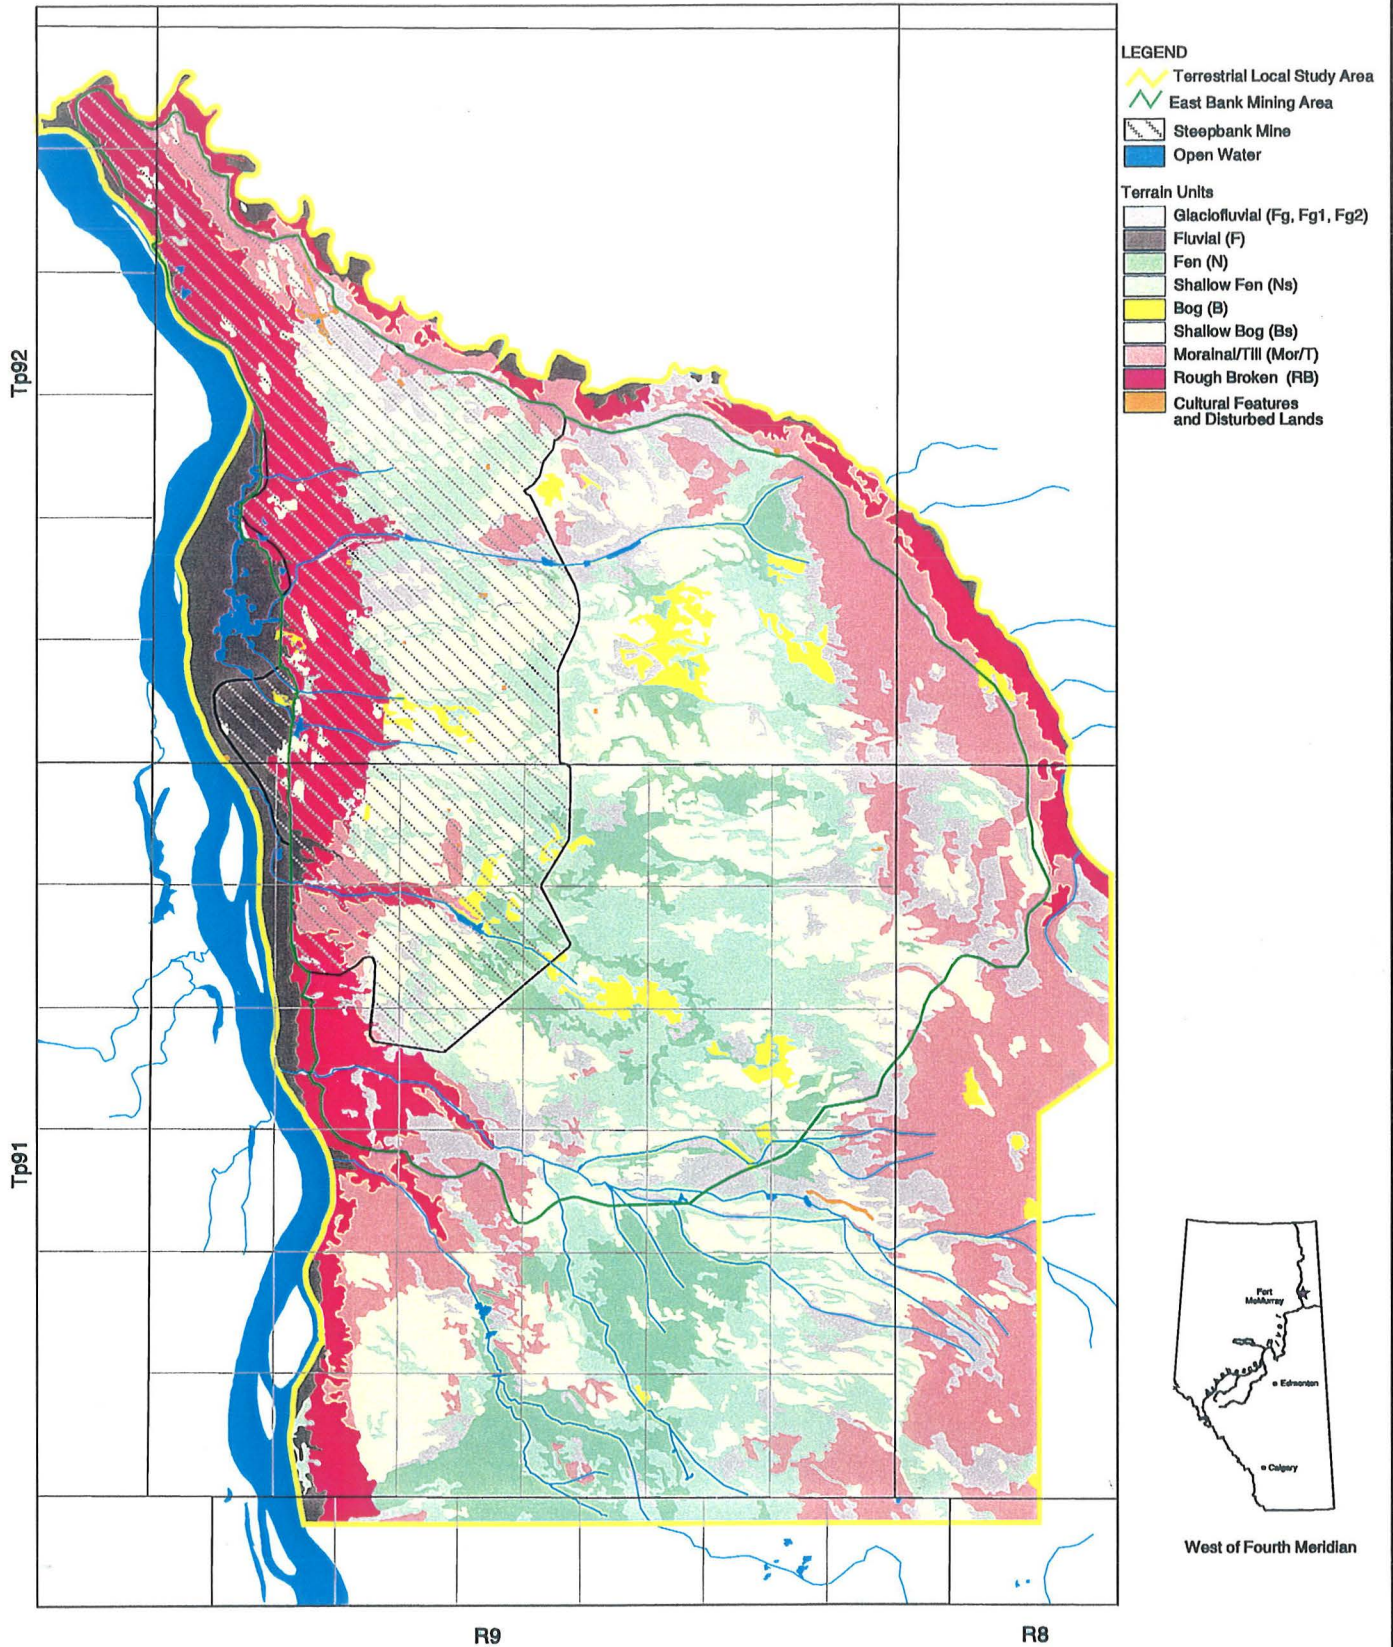 LEGEND
Terrestrial Local Study Area
East Bank Mining Area
Steepbank Mine
Open Water
Terrain Units
Glaciofluvial (Fg, Fg1, Fg2)
Fluvial (F)
Fen (N)
Shallow Fen (Ns)
Bog (B)
Shallow Bog (Bs)
Morainal/Till (Mor/T)
Rough Broken (RB)
Cultural Features
and Disturbed Lands
Tp92
Tp91
Fort
McMurray
Edmonton
Calgary
West of Fourth Meridian
R9
R8